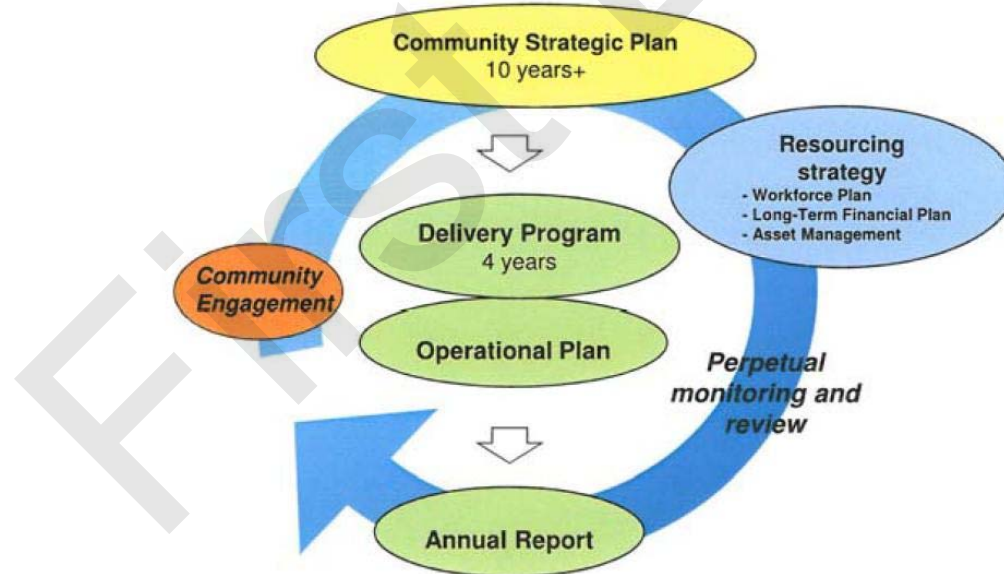 Community Strategic Plan
10 years+
Resourcing
strategy
- Workforce Plan
- Long-Term Financial Plan
- Asset Management
Delivery Program
4 years
Community
Engagement
Operational Plan
Perpetual
monitoring and
review
Annual Report
First